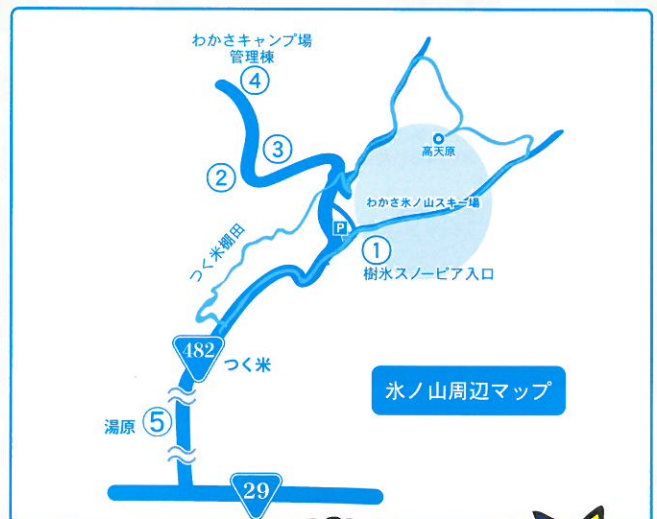 わかさキャンプ場
管理棟
④
③
②
高天原
わかさ氷ノ山スキー場
つく米棚田
P
①
樹氷スノーピア入口
482
つく米
氷ノ山周辺マップ
湯原 ⑤
29